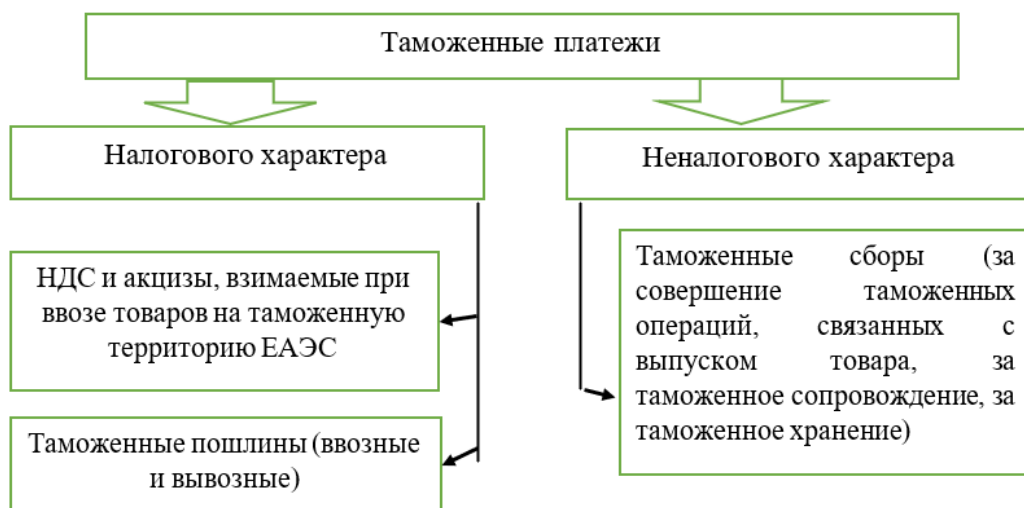 Таможенные платежи
Налогового характера
Неналогового характера
НДС и акцизы, взимаемые при
ввозе товаров на таможенную
территорию ЕАЭС
Таможенные пошлины (ввозные
и вывозные)
Таможенные сборы (за
совершение таможенных
операций, связанных с
выпуском товара, за
таможенное сопровождение, за
таможенное хранение)